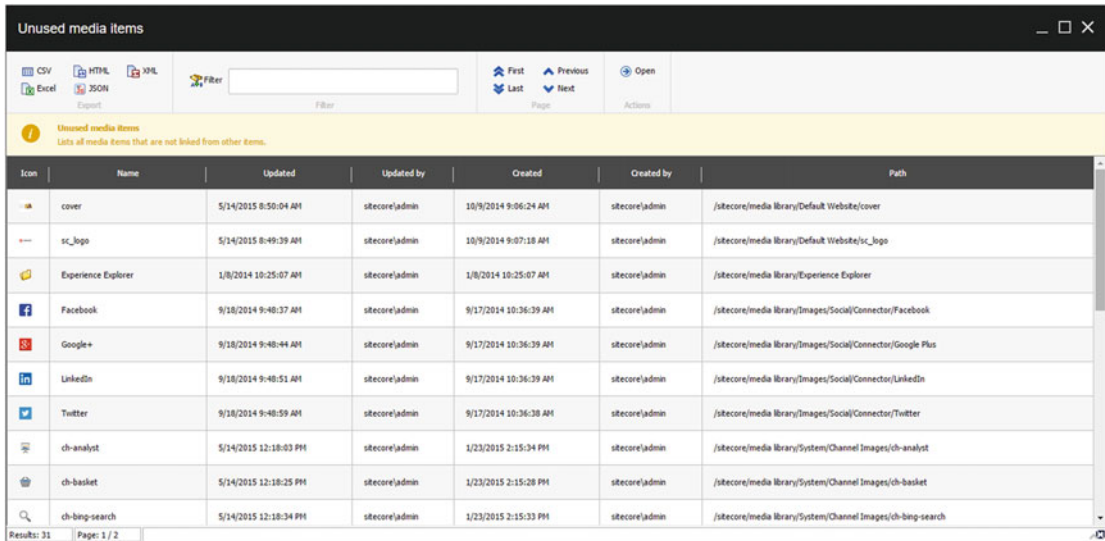 Unused media items
CSV HTML XML
Excel JSON
Export
Filter
Filter
First Previous
Last Next
Page
Open
Actions
Unused media items
Lists all media items that are not linked from other items.
Icon Name Updated Updated by Created Created by Path
cover 5/14/2015 8:50:04 AM sitecore\admin 10/9/2014 9:06:24 AM sitecore\admin /sitecore/media library/Default Website/cover
sc_logo 5/14/2015 8:49:39 AM sitecore\admin 10/9/2014 9:07:18 AM sitecore\admin /sitecore/media library/Default Website/sc_logo
Experience Explorer 1/8/2014 10:25:07 AM sitecore\admin 1/8/2014 10:25:07 AM sitecore\admin /sitecore/media library/Experience Explorer
Facebook 9/18/2014 9:48:37 AM sitecore\admin 9/17/2014 10:36:39 AM sitecore\admin /sitecore/media library/Images/Social/Connector/Facebook
Google+ 9/18/2014 9:48:44 AM sitecore\admin 9/17/2014 10:36:39 AM sitecore\admin /sitecore/media library/Images/Social/Connector/Google Plus
LinkedIn 9/18/2014 9:48:51 AM sitecore\admin 9/17/2014 10:36:39 AM sitecore\admin /sitecore/media library/Images/Social/Connector/LinkedIn
Twitter 9/18/2014 9:48:59 AM sitecore\admin 9/17/2014 10:36:38 AM sitecore\admin /sitecore/media library/Images/Social/Connector/Twitter
ch-analyst 5/14/2015 12:18:03 PM sitecore\admin 1/23/2015 2:15:34 PM sitecore\admin /sitecore/media library/System/Channel Images/ch-analyst
ch-basket 5/14/2015 12:18:25 PM sitecore\admin 1/23/2015 2:15:28 PM sitecore\admin /sitecore/media library/System/Channel Images/ch-basket
ch-bing-search 5/14/2015 12:18:34 PM sitecore\admin 1/23/2015 2:15:33 PM sitecore\admin /sitecore/media library/System/Channel Images/ch-bing-search
Results: 31 Page: 1 / 2